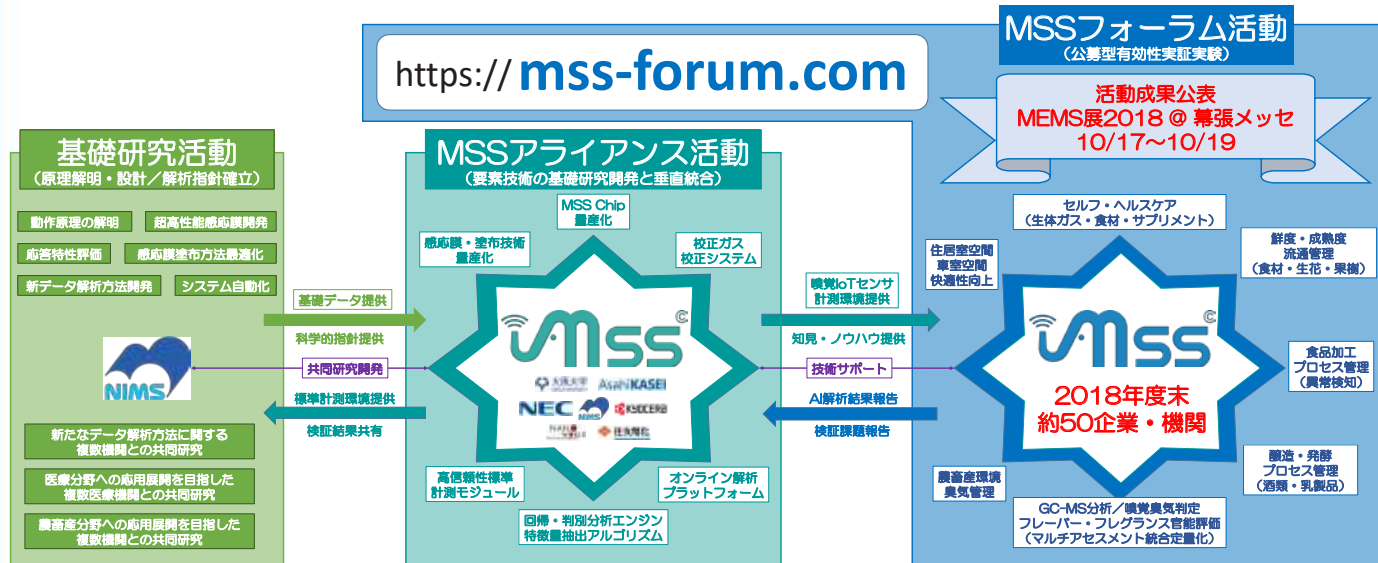 https://mss-forum.com
MSSフォーラム活動
(公募型有効性実証実験)
活動成果公表
MEMS展2018 @ 幕張メッセ
10/17~10/19
基礎研究活動
(原理解明・設計/解析指針確立)
動作原理の解明
超高性能感応膜開発
応答特性評価
感応膜塗布方法最適化
新データ解析方法開発
システム自動化
NIMS
新たなデータ解析方法に関する
複数機関との共同研究
医療分野への応用展開を目指した
複数医療機関との共同研究
農畜産分野への応用展開を目指した
複数機関との共同研究
基礎データ提供
科学的指針提供
共同研究開発
標準計測環境提供
検証結果共有
MSSアライアンス活動
(要素技術の基礎研究開発と垂直統合)
MSS Chip
量産化
感応膜・塗布技術
量産化
校正ガス
校正システム
MSS
大阪大学
AsahiKASEI
NEC
KYOCERA
住友精化
高信頼性標準
計測モジュール
オンライン解析
プラットフォーム
回帰・判別分析エンジン
特徴量抽出アルゴリズム
嗅覚IoTセンサ
計測環境提供
知見・ノウハウ提供
技術サポート
AI解析結果報告
検証課題報告
セルフ・ヘルスケア
(生体ガス・食材・サプリメント)
住居室空間
車室空間
快適性向上
鮮度・成熟度
流通管理
(食材・生花・果樹)
MSS
2018年度末
約50企業・機関
食品加工
プロセス管理
(異常検知)
農畜産環境
臭気管理
醸造・発酵
プロセス管理
(酒類・乳製品)
GC-MS分析/嗅覚臭気判定
フレーバー・フレグランス官能評価
(マルチアセスメント統合定量化)